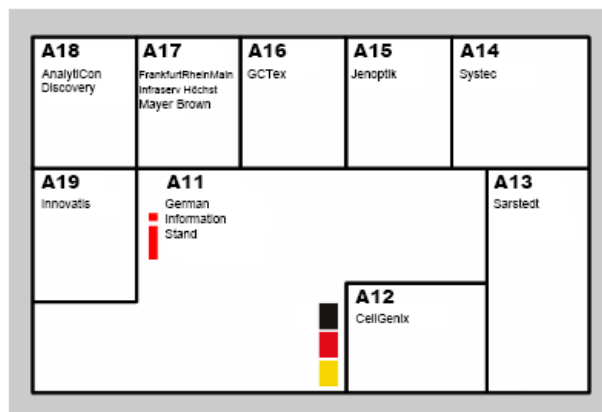 A18
AnalytiCon
Discovery
A17
FrankfurtRheinMain
Infraserv Höchst
Mayer Brown
A16
GCTex
A15
Jenoptik
A14
Systec
A19
Innovatis
A11
German
Information
Stand
A13
Sarstedt
A12
CellGenix